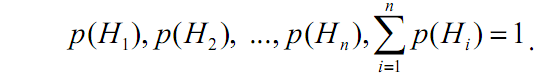 p(H₁), p(H₂), ..., p(Hₙ), ∑ᵢ₌₁ⁿ p(Hᵢ) = 1.